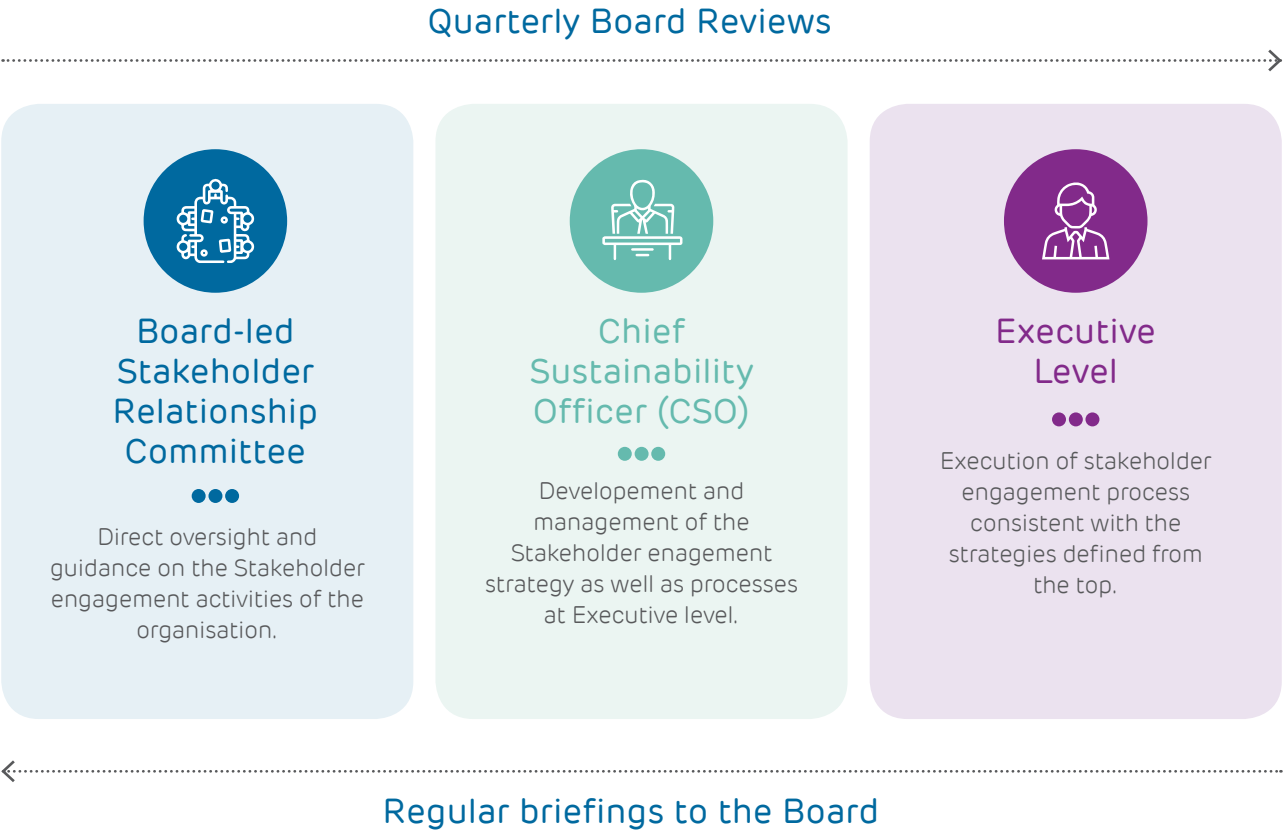 Quarterly Board Reviews
Board-led
Stakeholder
Relationship
Committee
Direct oversight and
guidance on the Stakeholder
engagement activities of the
organisation.
Chief
Sustainability
Officer (CSO)
Developement and
management of the
Stakeholder enagement
strategy as well as processes
at Executive level.
Executive
Level
Execution of stakeholder
engagement process
consistent with the
strategies defined from
the top.
Regular briefings to the Board